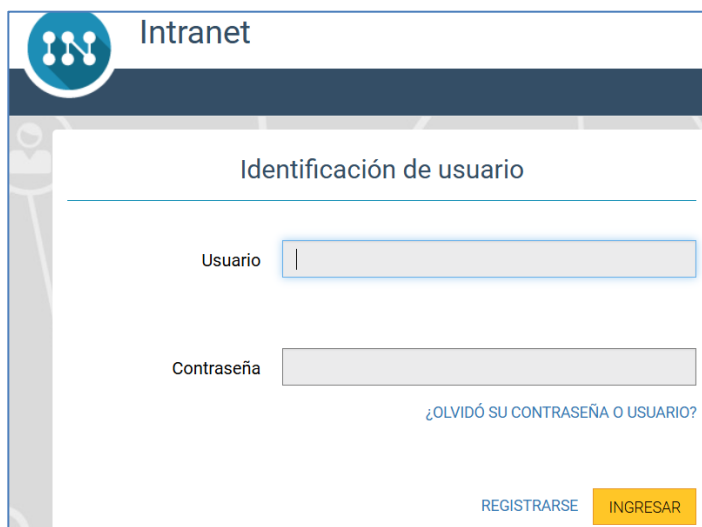 IN
Intranet
Identificación de usuario
Usuario
Contraseña
¿OLVIDÓ SU CONTRASEÑA O USUARIO?
REGISTRARSE INGRESAR